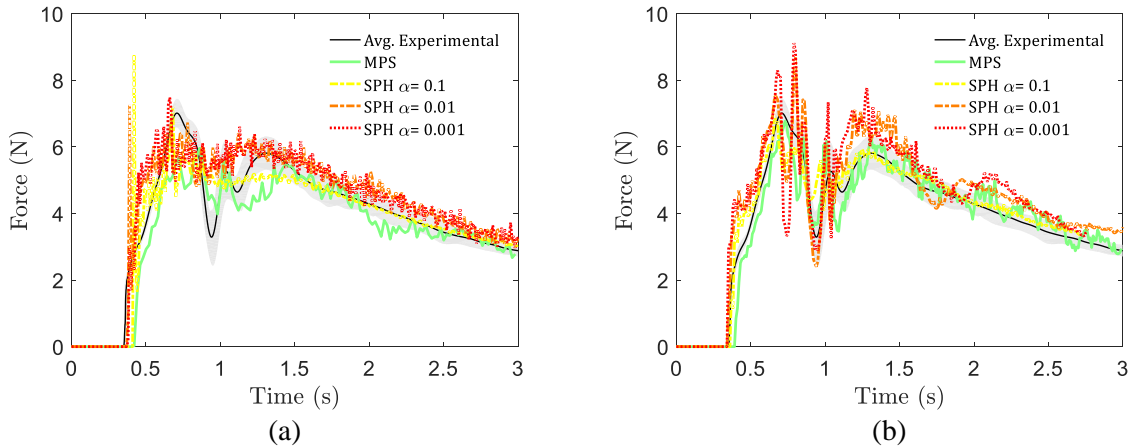 10
8
6
4
2
0
Force (N)
0
0.5
1
1.5
2
2.5
3
Time (s)
Avg. Experimental
MPS
SPH α= 0.1
SPH α= 0.01
SPH α= 0.001
(a)
10
8
6
4
2
0
Force (N)
0
0.5
1
1.5
2
2.5
3
Time (s)
Avg. Experimental
MPS
SPH α= 0.1
SPH α= 0.01
SPH α= 0.001
(b)